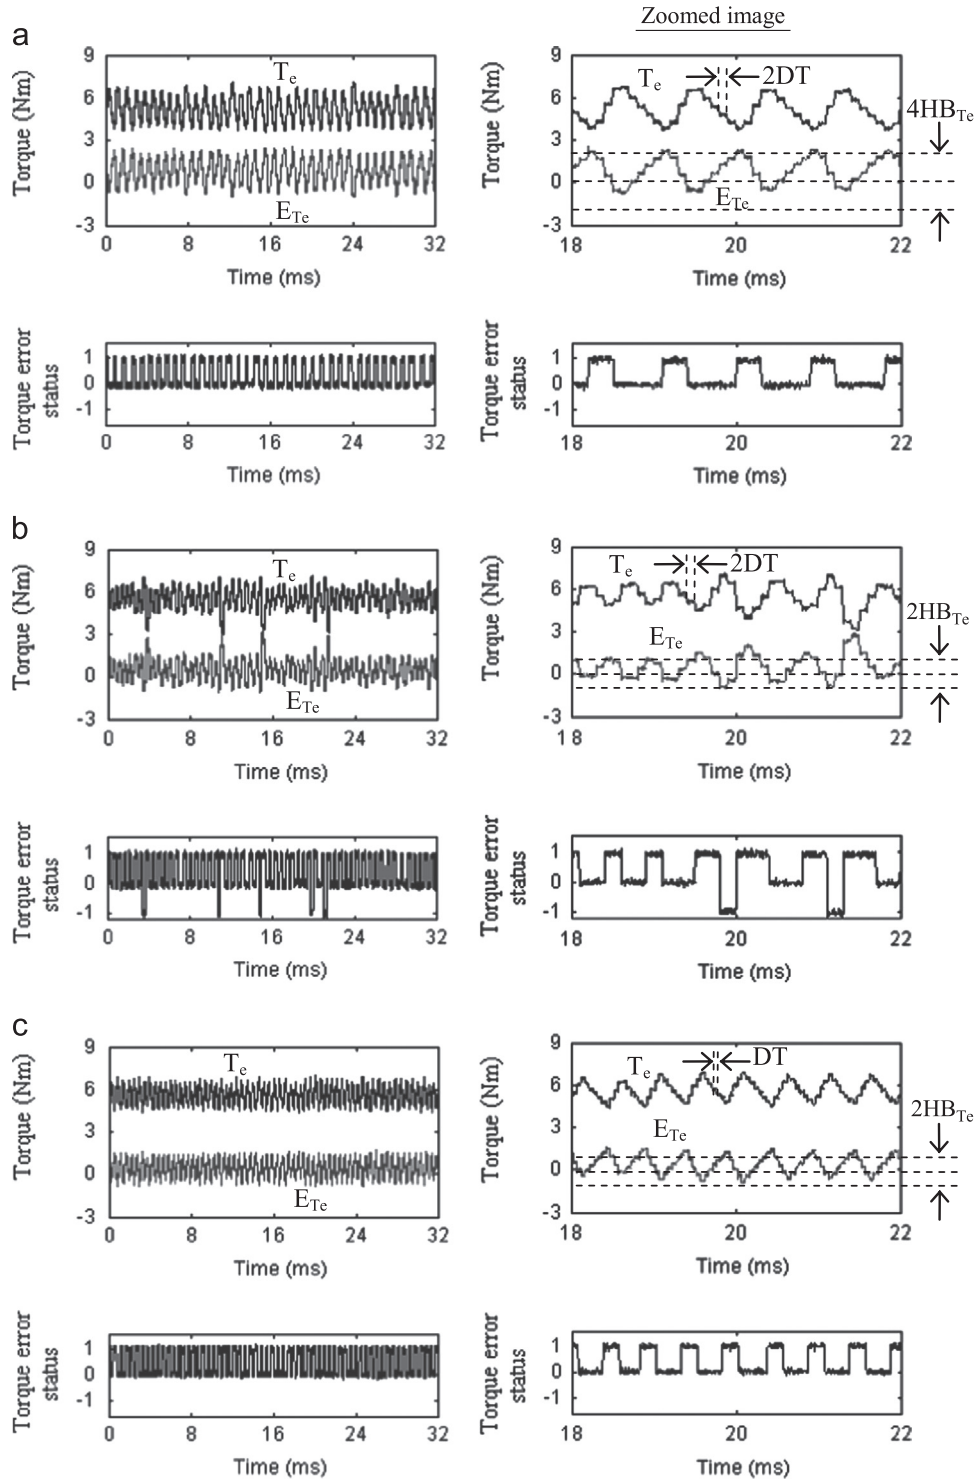 Zoomed image
a
9
6
3
0
-3
Torque (Nm)
Te
ETe
0 8 16 24 32
Time (ms)
9
6
3
0
-3
Torque (Nm)
Te
2DT
4HBTe
ETe
18 20 22
Time (ms)
Torque error
status
1
0
-1
0 8 16 24 32
Time (ms)
Torque error
status
1
0
-1
18 20 22
Time (ms)
b
9
6
3
0
-3
Torque (Nm)
Te
ETe
0 8 16 24 32
Time (ms)
9
6
3
0
-3
Torque (Nm)
Te
2DT
ETe
2HBTe
18 20 22
Time (ms)
Torque error
status
1
0
-1
0 8 16 24 32
Time (ms)
Torque error
status
1
0
-1
18 20 22
Time (ms)
c
9
6
3
0
-3
Torque (Nm)
Te
ETe
0 8 16 24 32
Time (ms)
9
6
3
0
-3
Torque (Nm)
Te
DT
ETe
2HBTe
18 20 22
Time (ms)
Torque error
status
1
0
-1
0 8 16 24 32
Time (ms)
Torque error
status
1
0
-1
18 20 22
Time (ms)